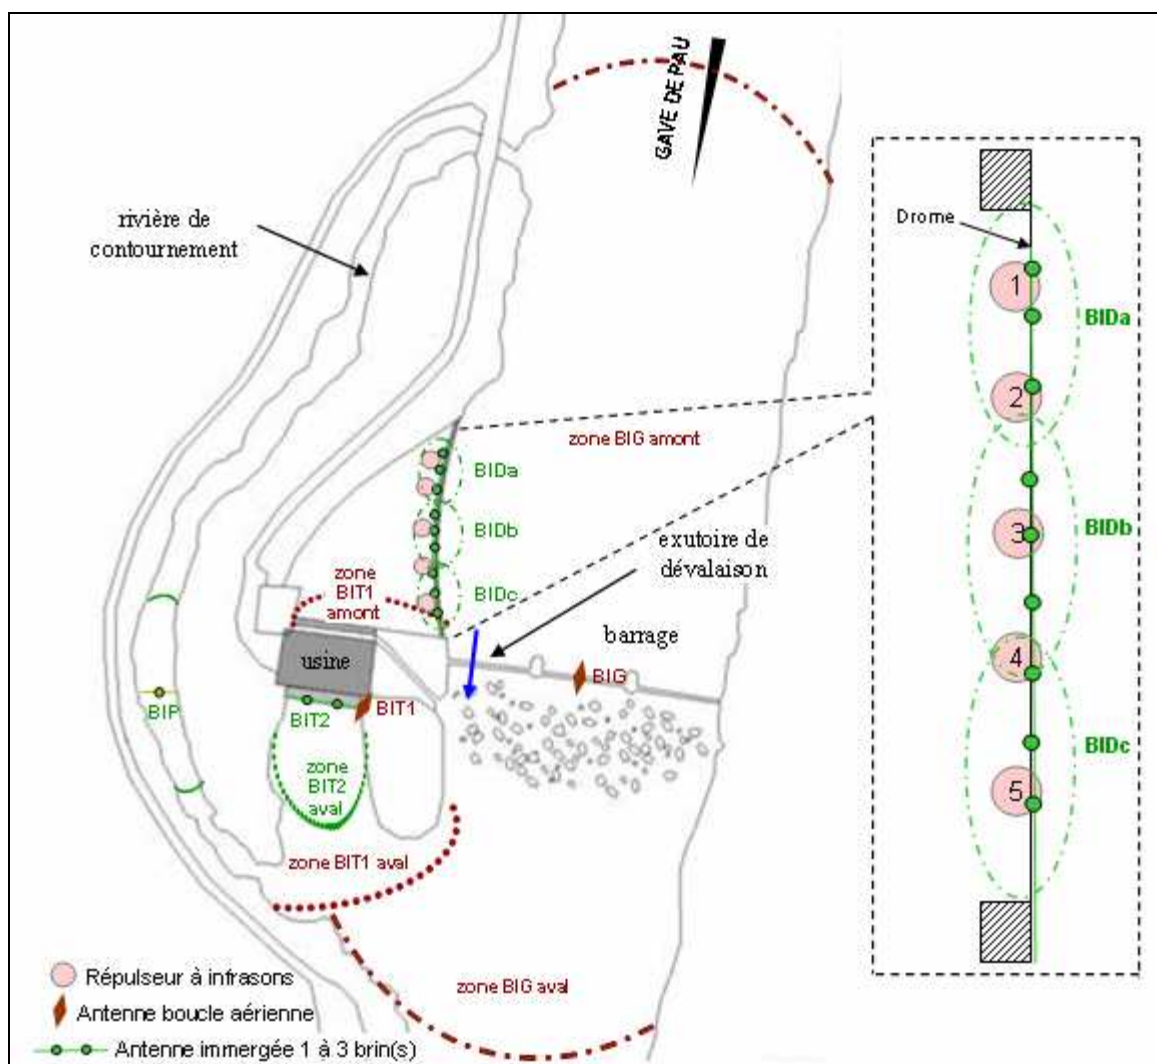 GAVE DE PAU
rivière de
contournement
Drome
1
BIDa
2
3
BIDb
4
BIDc
5
zone BIG amont
BIDa
BIDb
BIDc
exutoire de
dévalaison
zone
BIT1
amont
barrage
usine
BIG
BIP
BIT2
BIT1
zone
BIT2
aval
zone BIT1 aval
zone BIG aval
Répulseur à infrasons
Antenne boucle aérienne
Antenne immergée 1 à 3 brin(s)